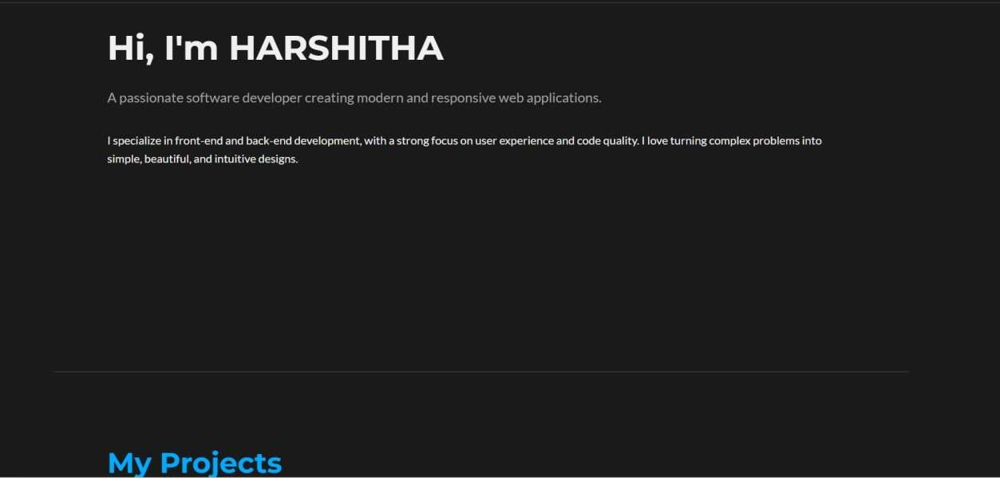 Hi, I'm HARSHITHA
A passionate software developer creating modern and responsive web applications.
I specialize in front-end and back-end development, with a strong focus on user experience and code quality. I love turning complex problems into
simple, beautiful, and intuitive designs.
My Projects